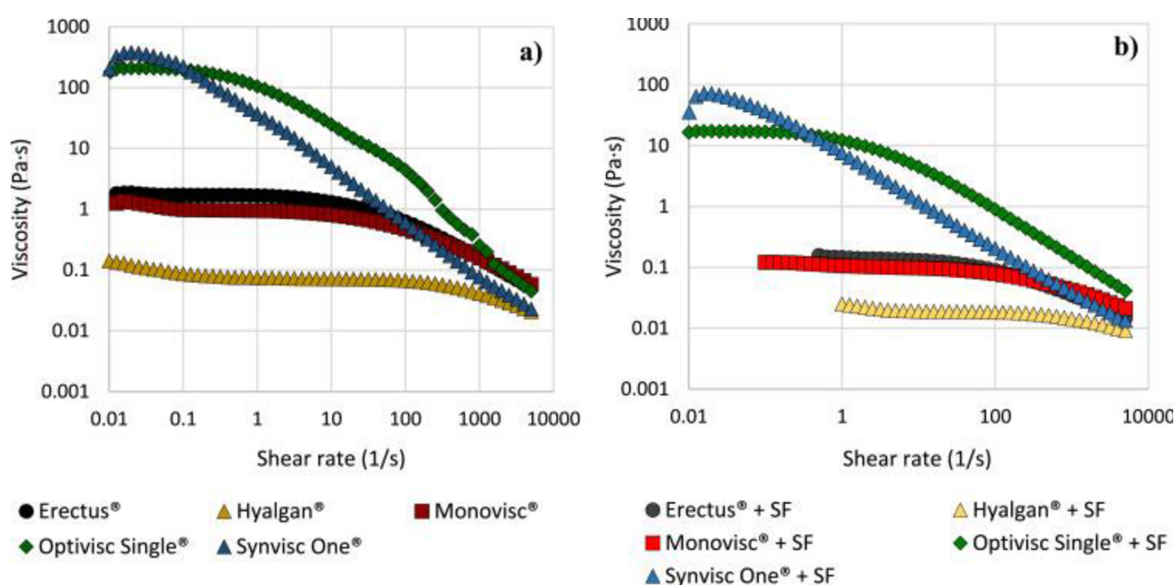 a)
1000
100
10
1
0.1
0.01
0.001
Viscosity (Pa·s)
0.01 0.1 1 10 100 1000 10000
Shear rate (1/s)
Erectus® Hyalgan® Monovisc®
Optivisc Single® Synvisc One®
b)
1000
100
10
1
0.1
0.01
0.001
Viscosity (Pa·s)
0.01 1 100 10000
Shear rate (1/s)
Erectus® + SF Hyalgan® + SF
Monovisc® + SF Optivisc Single® + SF
Synvisc One® + SF